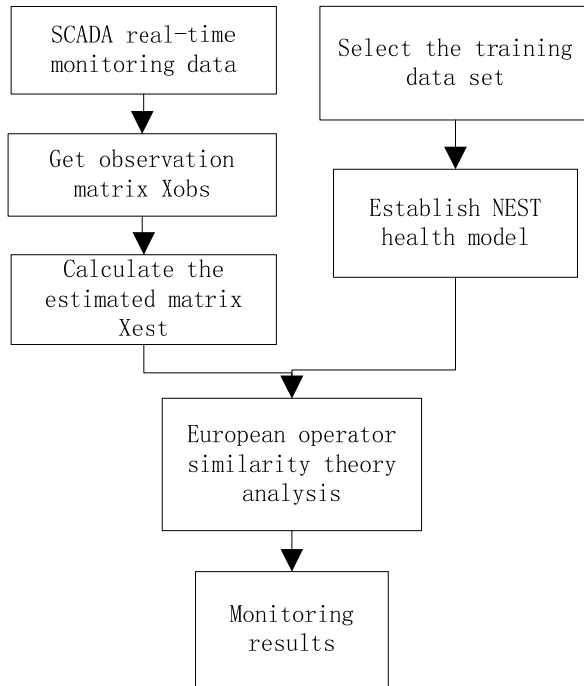 SCADA real-time
monitoring data
Get observation
matrix Xobs
Calculate the
estimated matrix
Xest
Select the training
data set
Establish NEST
health model
European operator
similarity theory
analysis
Monitoring
results